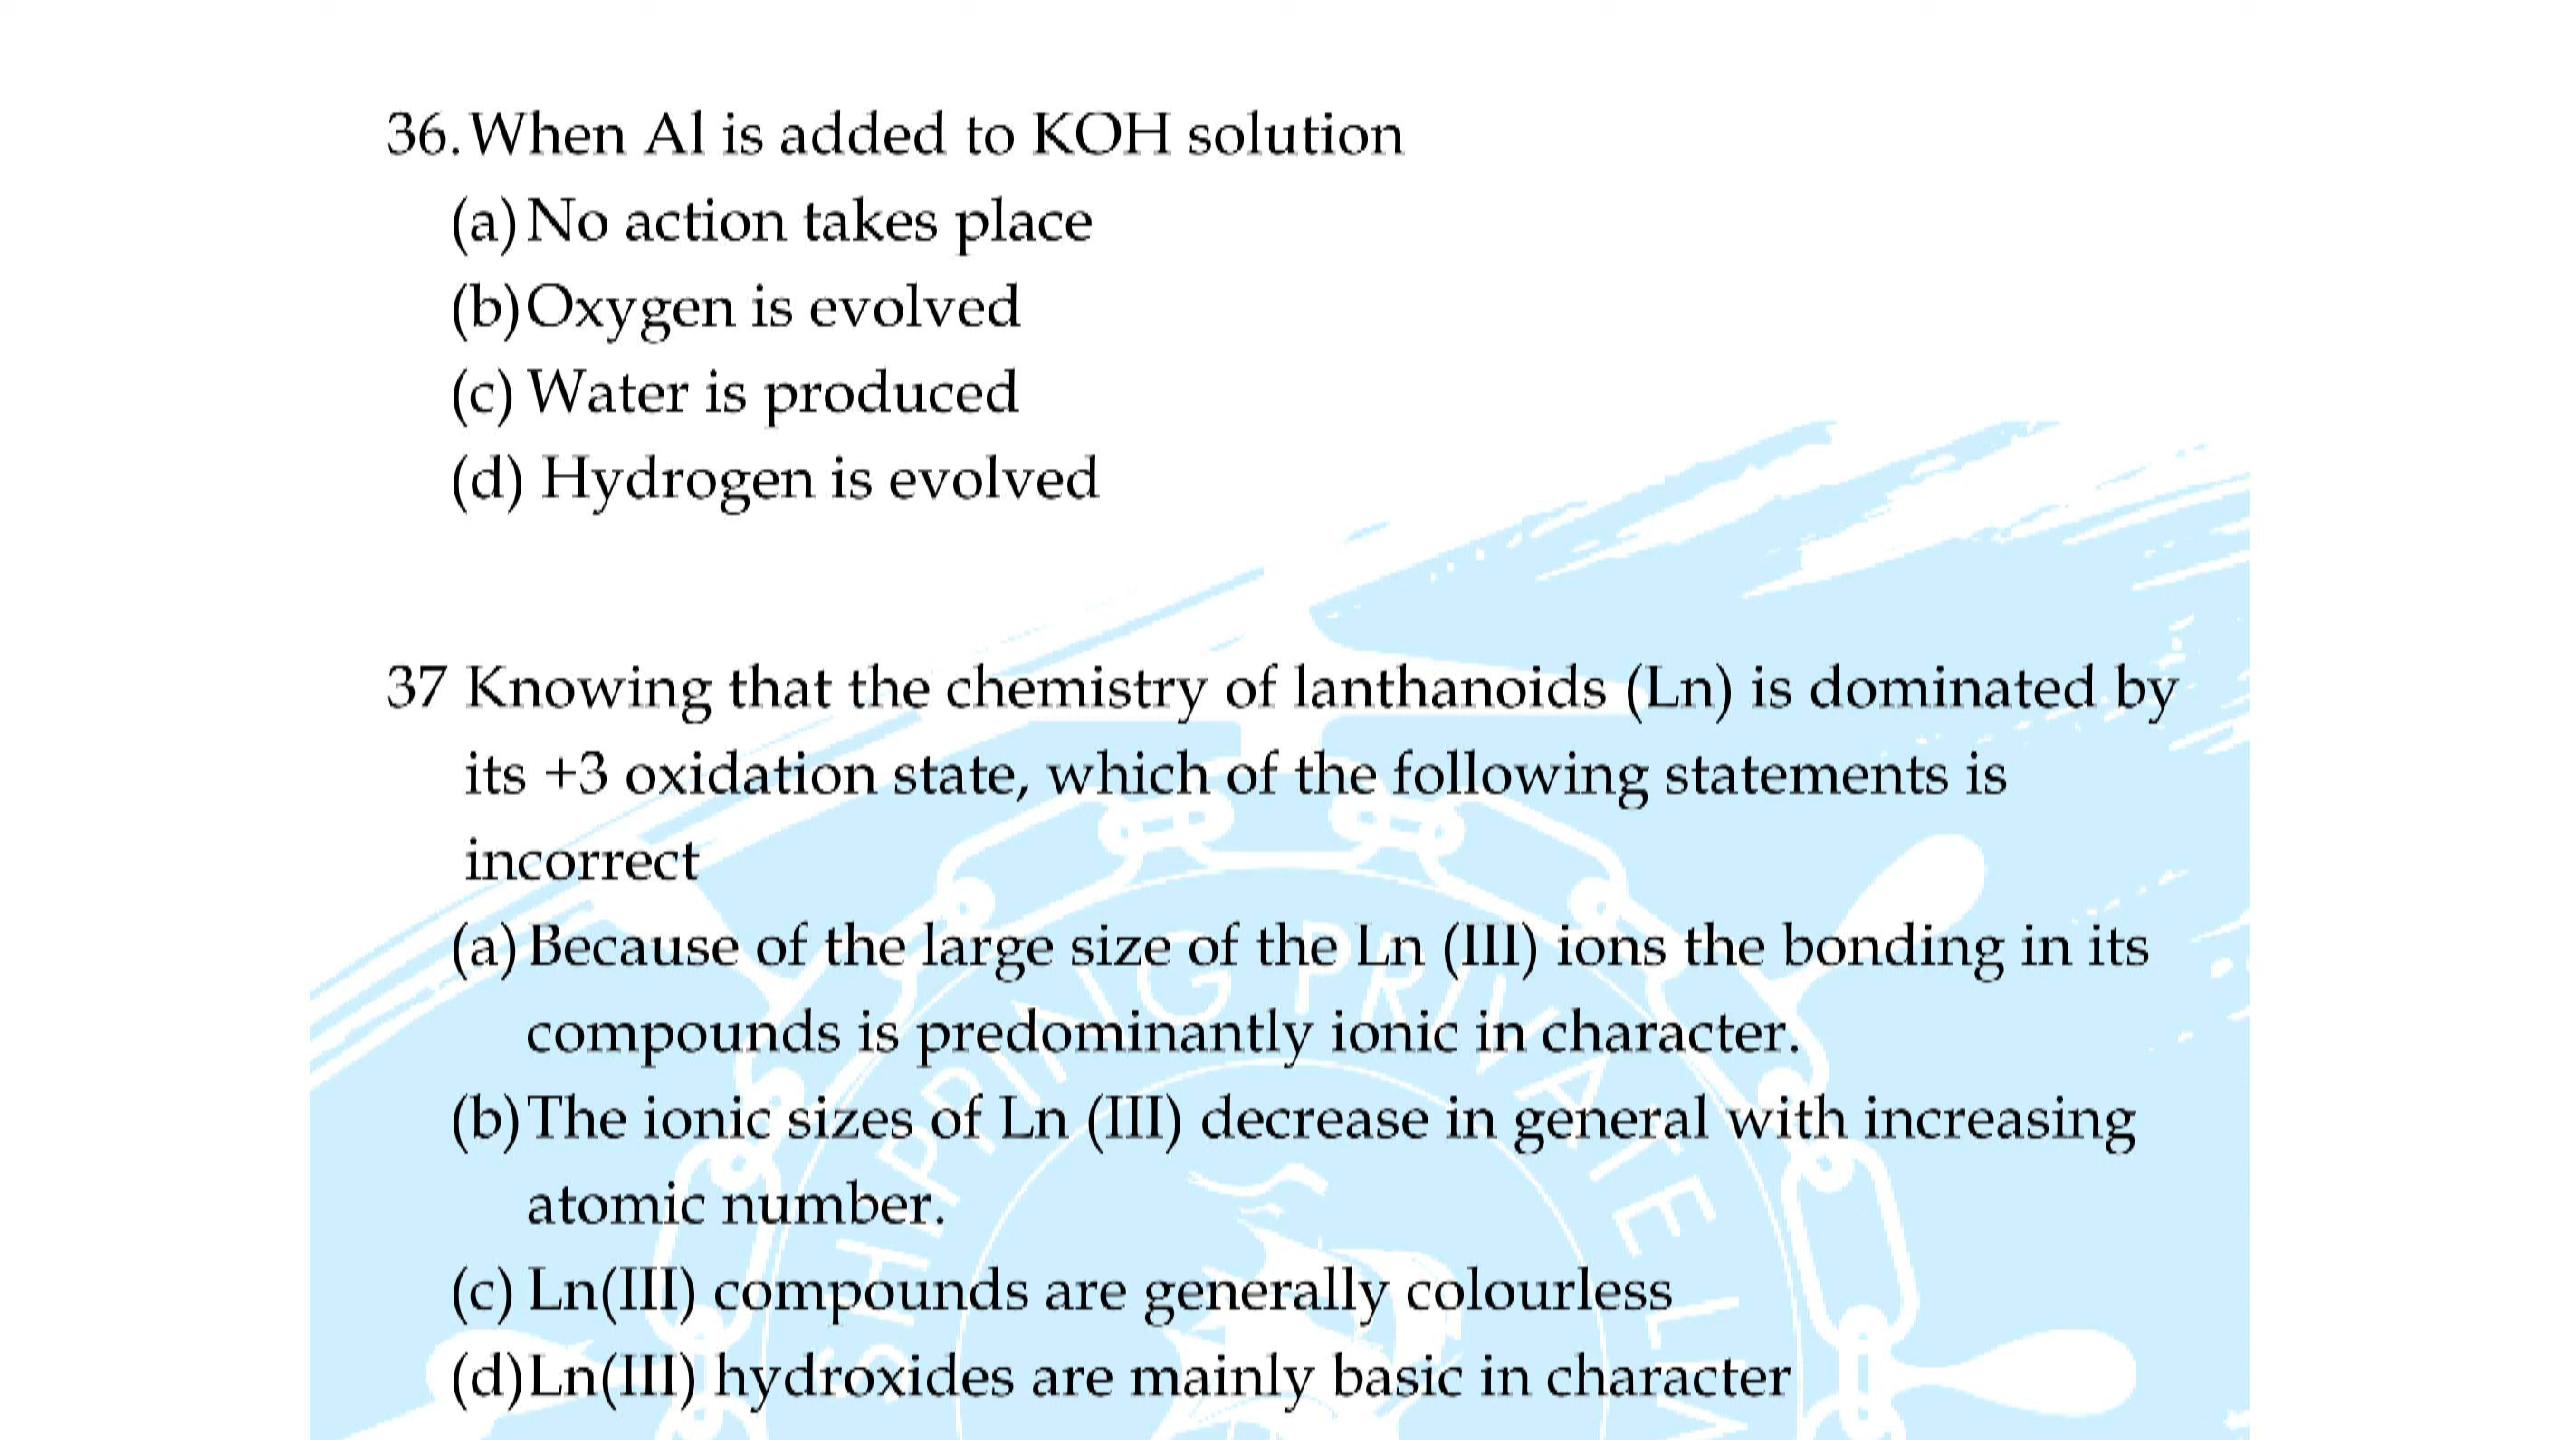 36. When Al is added to KOH solution
(a) No action takes place
(b) Oxygen is evolved
(c) Water is produced
(d) Hydrogen is evolved
37 Knowing that the chemistry of lanthanoids (Ln) is dominated by
its +3 oxidation state, which of the following statements is
incorrect
(a) Because of the large size of the Ln (III) ions the bonding in its
compounds is predominantly ionic in character.
(b) The ionic sizes of Ln (III) decrease in general with increasing
atomic number.
(c) Ln(III) compounds are generally colourless
(d) Ln(III) hydroxides are mainly basic in character
SHIPPING PRIVATE